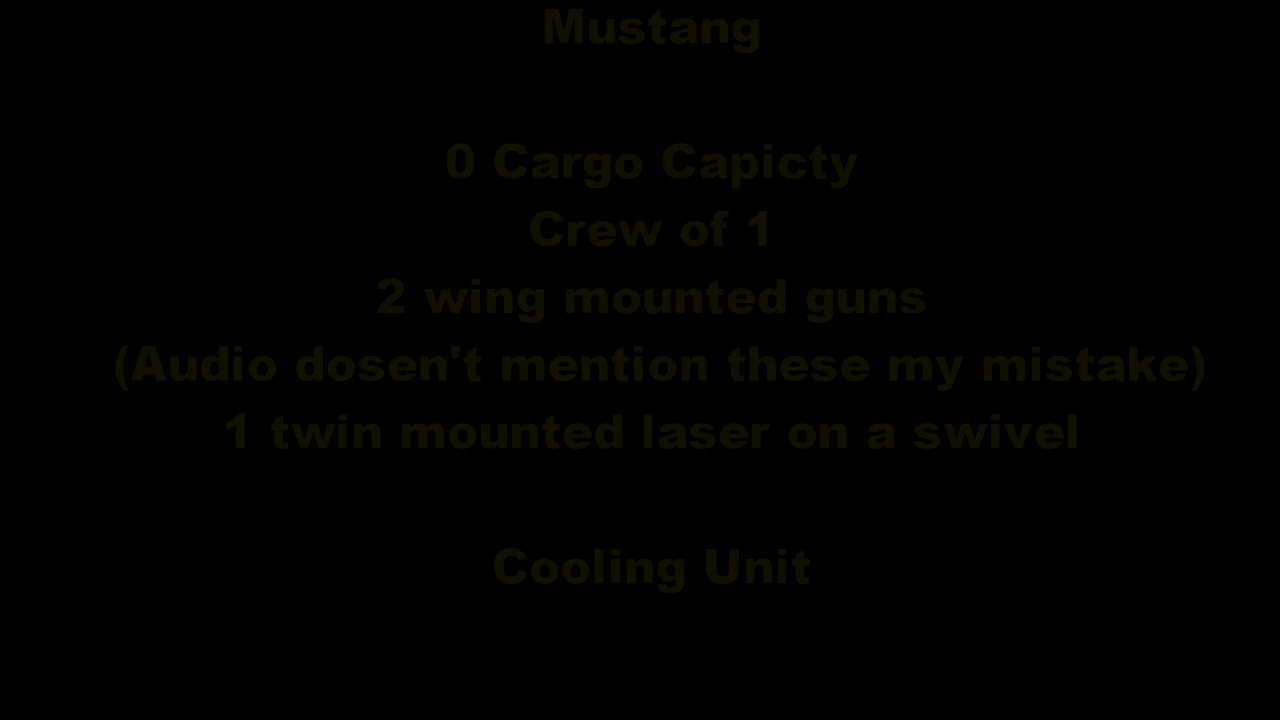 Mustang
0 Cargo Capicty
Crew of 1
2 wing mounted guns
(Audio dosen't mention these my mistake)
1 twin mounted laser on a swivel
Cooling Unit